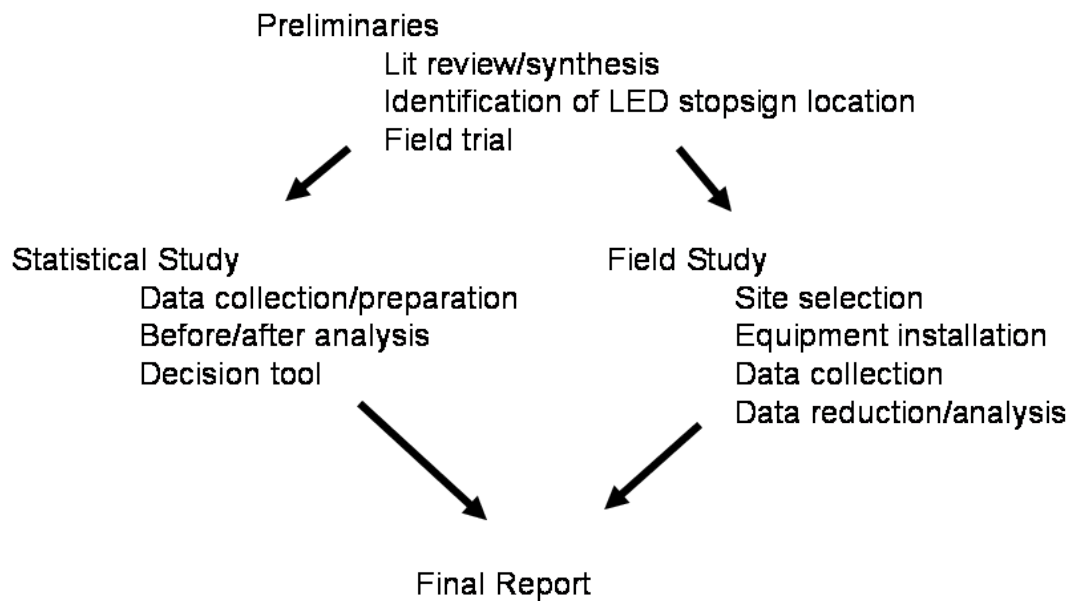 Preliminaries
Lit review/synthesis
Identification of LED stopsign location
Field trial
Statistical Study
Data collection/preparation
Before/after analysis
Decision tool
Field Study
Site selection
Equipment installation
Data collection
Data reduction/analysis
Final Report